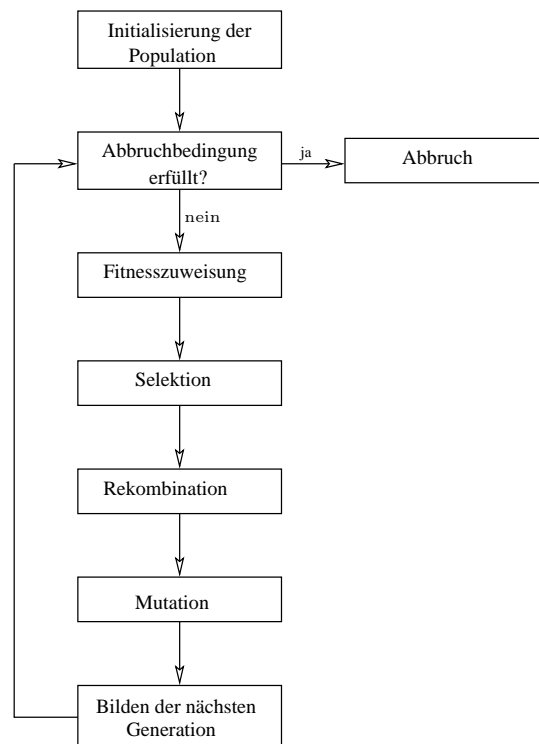 Initialisierung der
Population
Abbruchbedingung
erfüllt?
ja
Abbruch
nein
Fitnesszuweisung
Selektion
Rekombination
Mutation
Bilden der nächsten
Generation